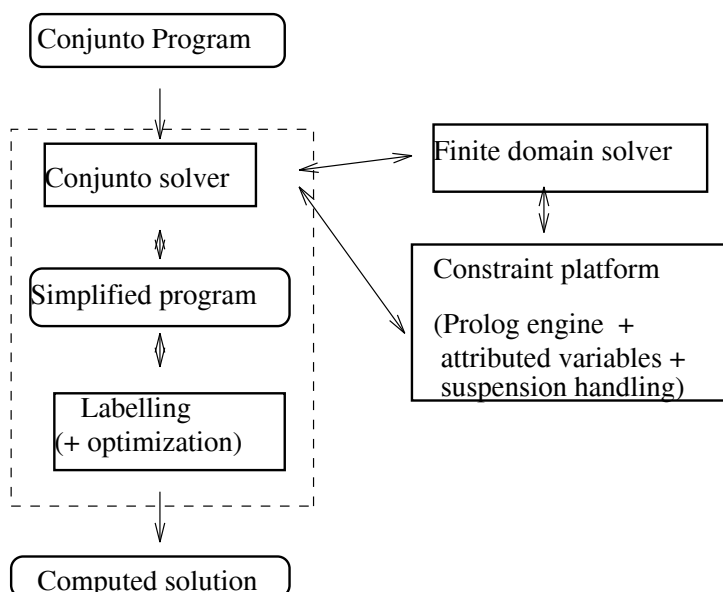 Conjunto Program
Conjunto solver
Simplified program
Labelling
(+ optimization)
Computed solution
Finite domain solver
Constraint platform
(Prolog engine +
attributed variables +
suspension handling)